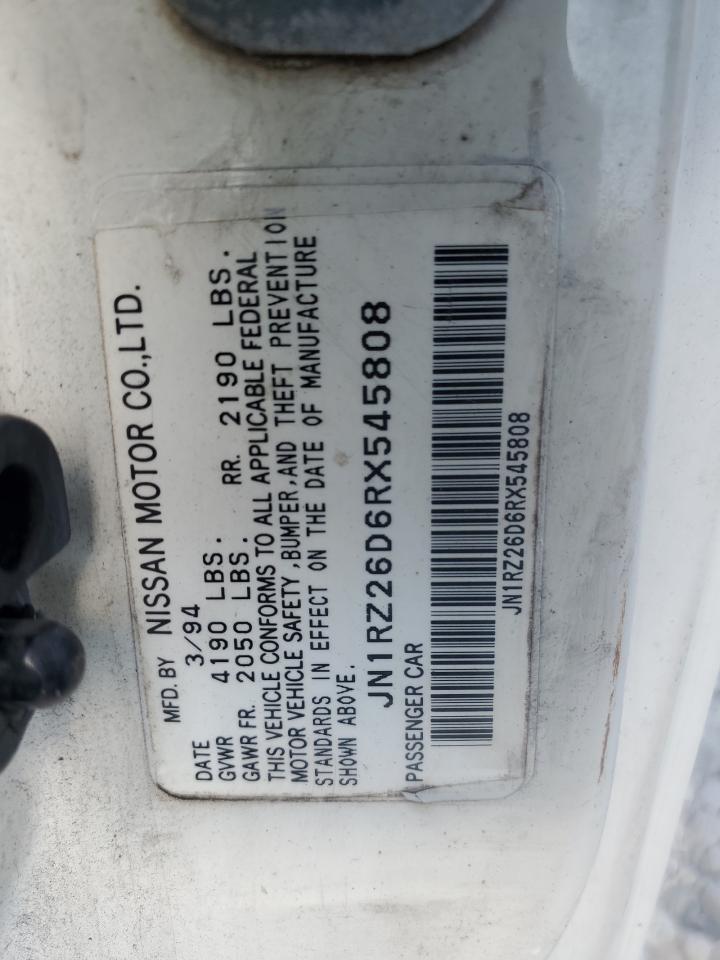 MFD. BY NISSAN MOTOR CO.,LTD.
DATE 3/94
GVWR 4190 LBS.
GAWR FR. 2050 LBS. RR. 2190 LBS.
THIS VEHICLE CONFORMS TO ALL APPLICABLE FEDERAL
MOTOR VEHICLE SAFETY,BUMPER,AND THEFT PREVENTION
STANDARDS IN EFFECT ON THE DATE OF MANUFACTURE
SHOWN ABOVE.
JN1RZ26D6RX545808
PASSENGER CAR
JN1RZ26D6RX545808